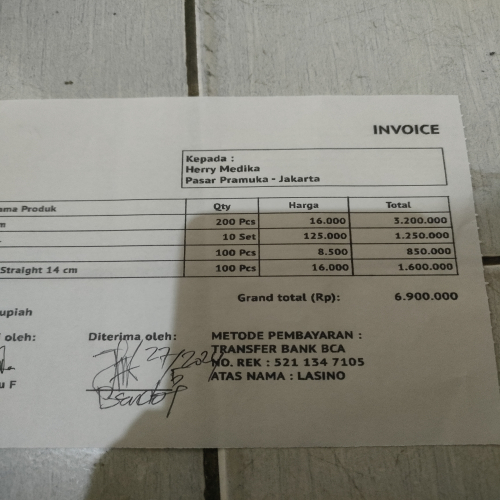 INVOICE
Kepada :
Herry Medika
Pasar Pramuka - Jakarta
Produk Qty Harga Total
200 Pcs 16.000 3.200.000
10 Set 125.000 1.250.000
100 Pcs 8.500 850.000
Straight 14 cm 100 Pcs 16.000 1.600.000
Grand total (Rp): 6.900.000
upiah
oleh: Diterima oleh:
METODE PEMBAYARAN :
TRANSFER BANK BCA
NO. REK : 521 134 7105
ATAS NAMA : LASINO
u F